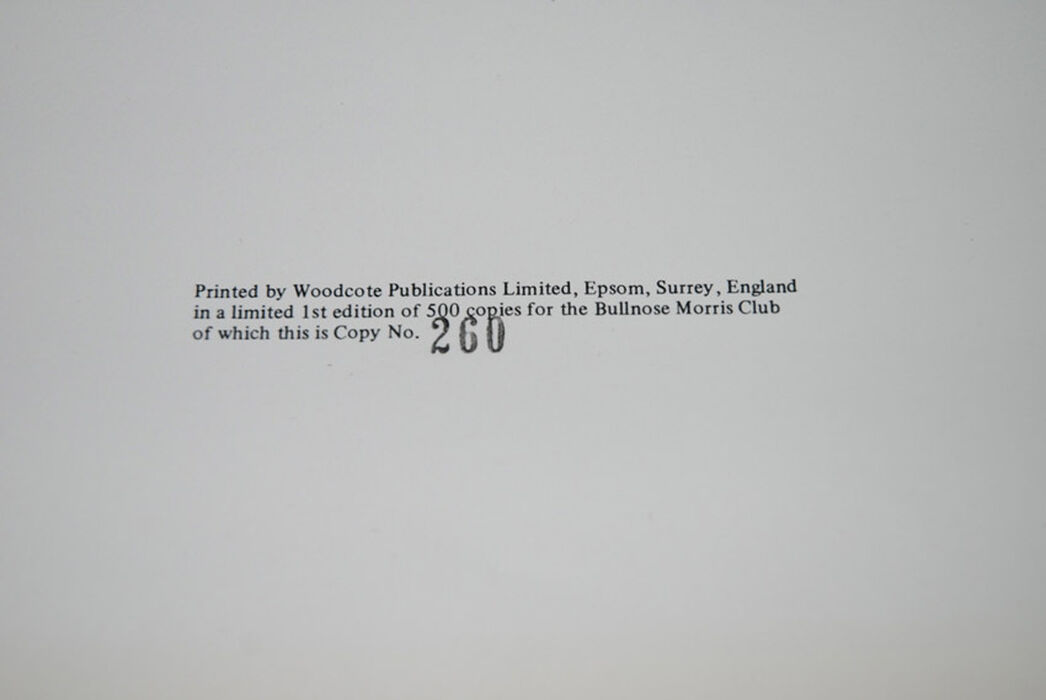 Printed by Woodcote Publications Limited, Epsom, Surrey, England
in a limited 1st edition of 500 copies for the Bullnose Morris Club
of which this is Copy No. 260